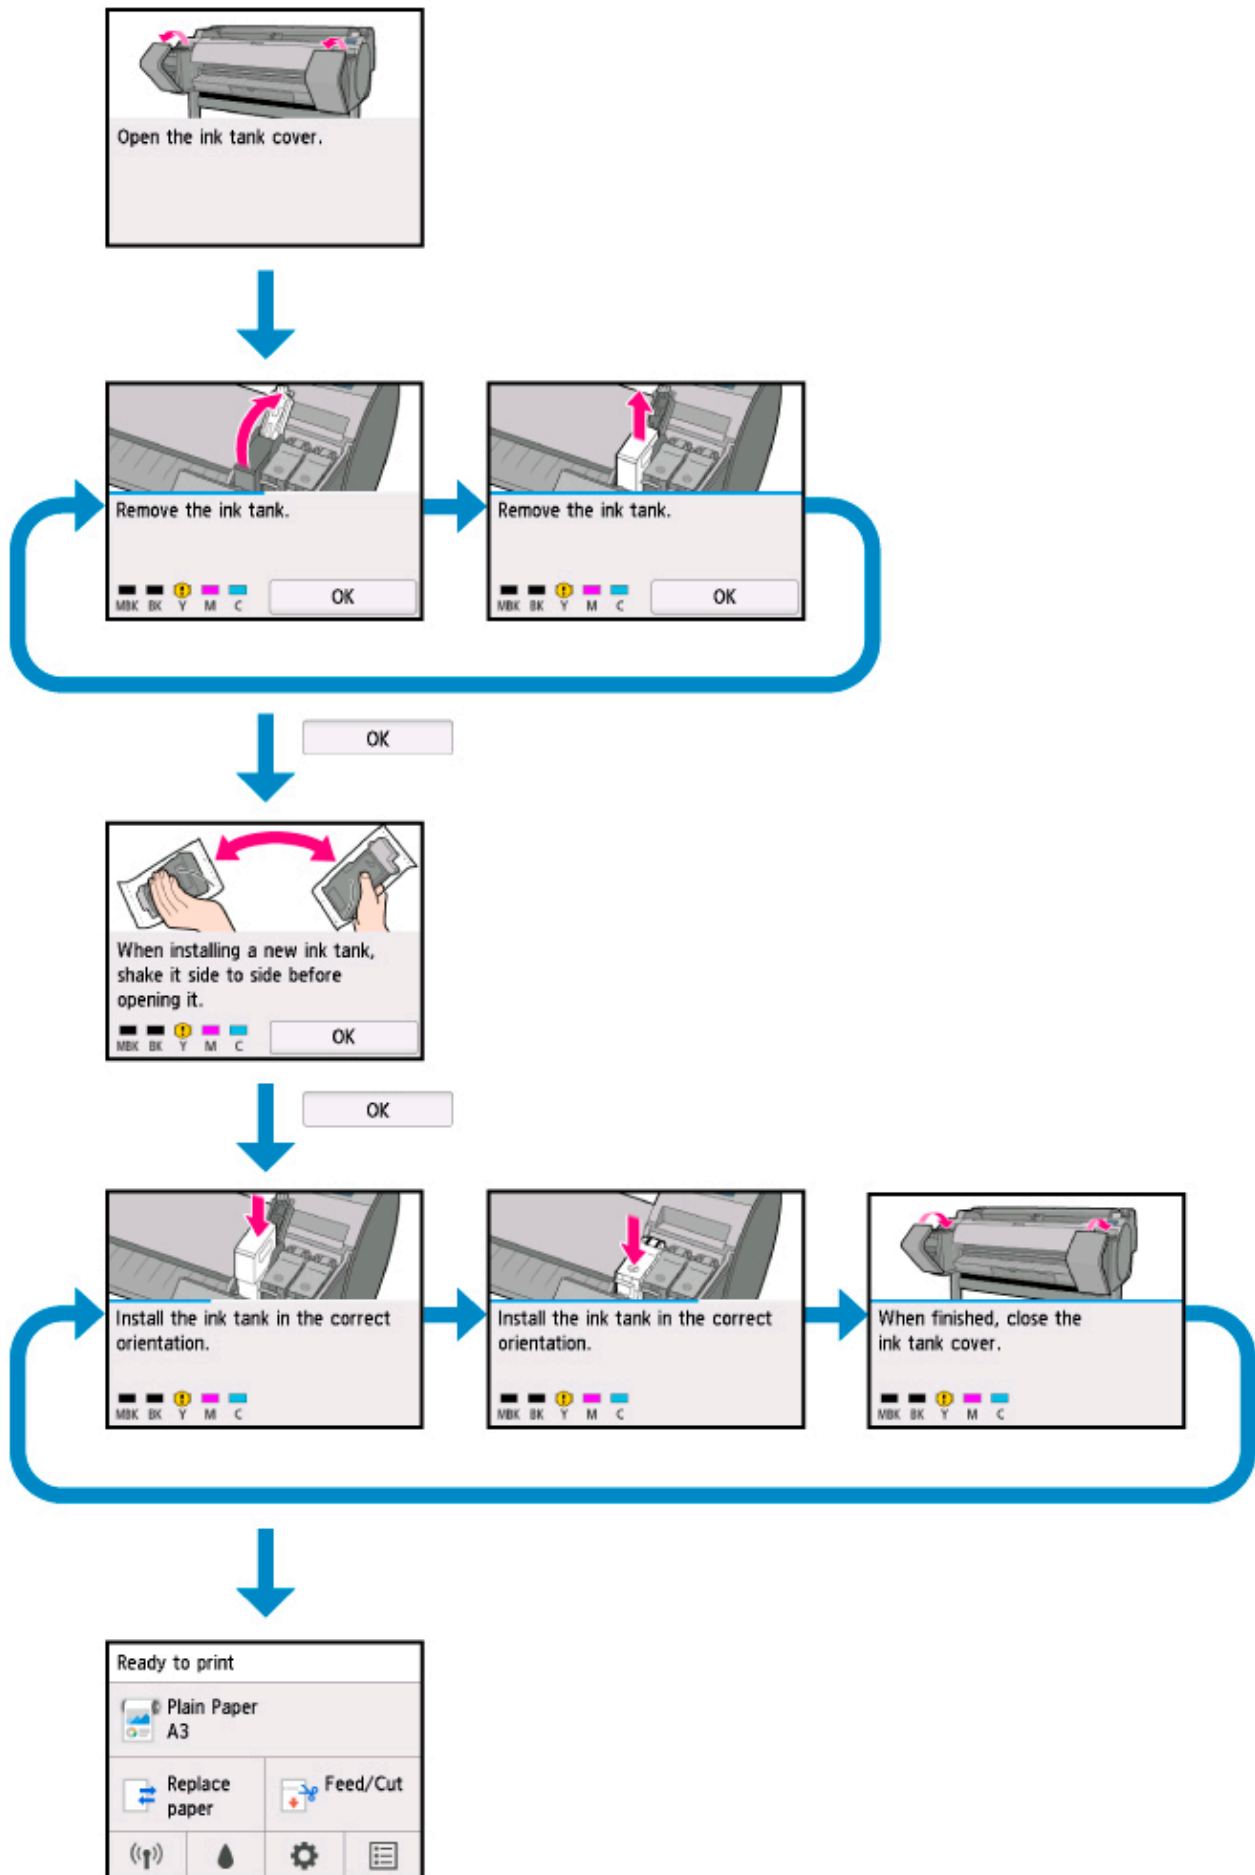 Open the ink tank cover.
Remove the ink tank.
MBK BK Y M C
OK
Remove the ink tank.
MBK BK Y M C
OK
OK
When installing a new ink tank,
shake it side to side before
opening it.
MBK BK Y M C
OK
OK
Install the ink tank in the correct
orientation.
MBK BK Y M C
Install the ink tank in the correct
orientation.
MBK BK Y M C
When finished, close the
ink tank cover.
MBK BK Y M C
Ready to print
Plain Paper
A3
Replace
paper
Feed/Cut